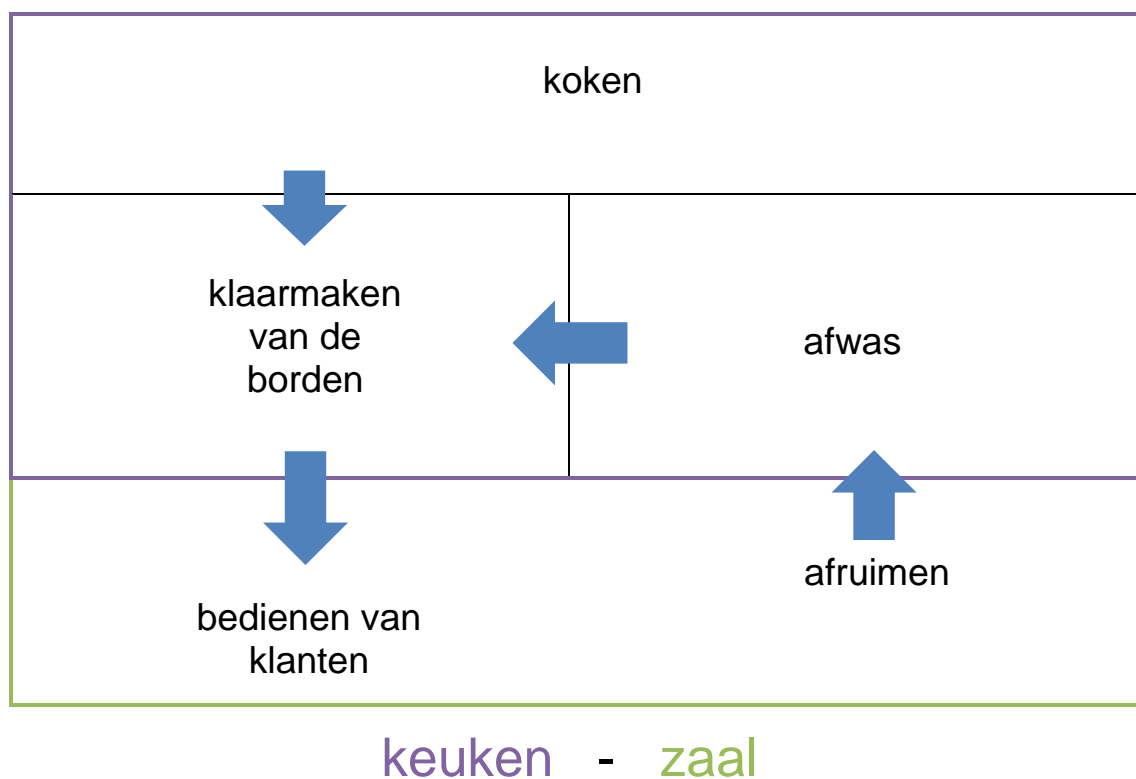 koken
klaarmaken
van de
borden
afwas
afruimen
bedienen van
klanten
keuken - zaal